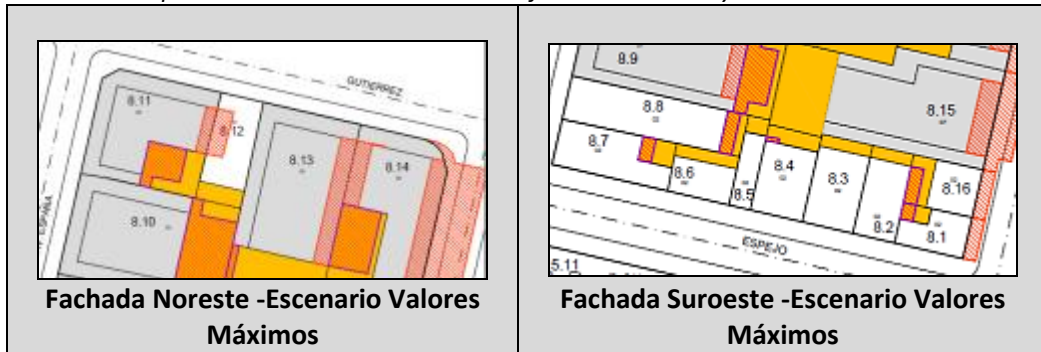 GUTIERREZ
8.11
8.12
8.13
8.14
8.10
ESPAÑA
Fachada Noreste -Escenario Valores
Máximos
8.9
8.8
8.15
8.7
8.6
8.5
8.4
8.3
8.2
8.16
8.1
ESPEJO
5.11
Fachada Suroeste -Escenario Valores
Máximos